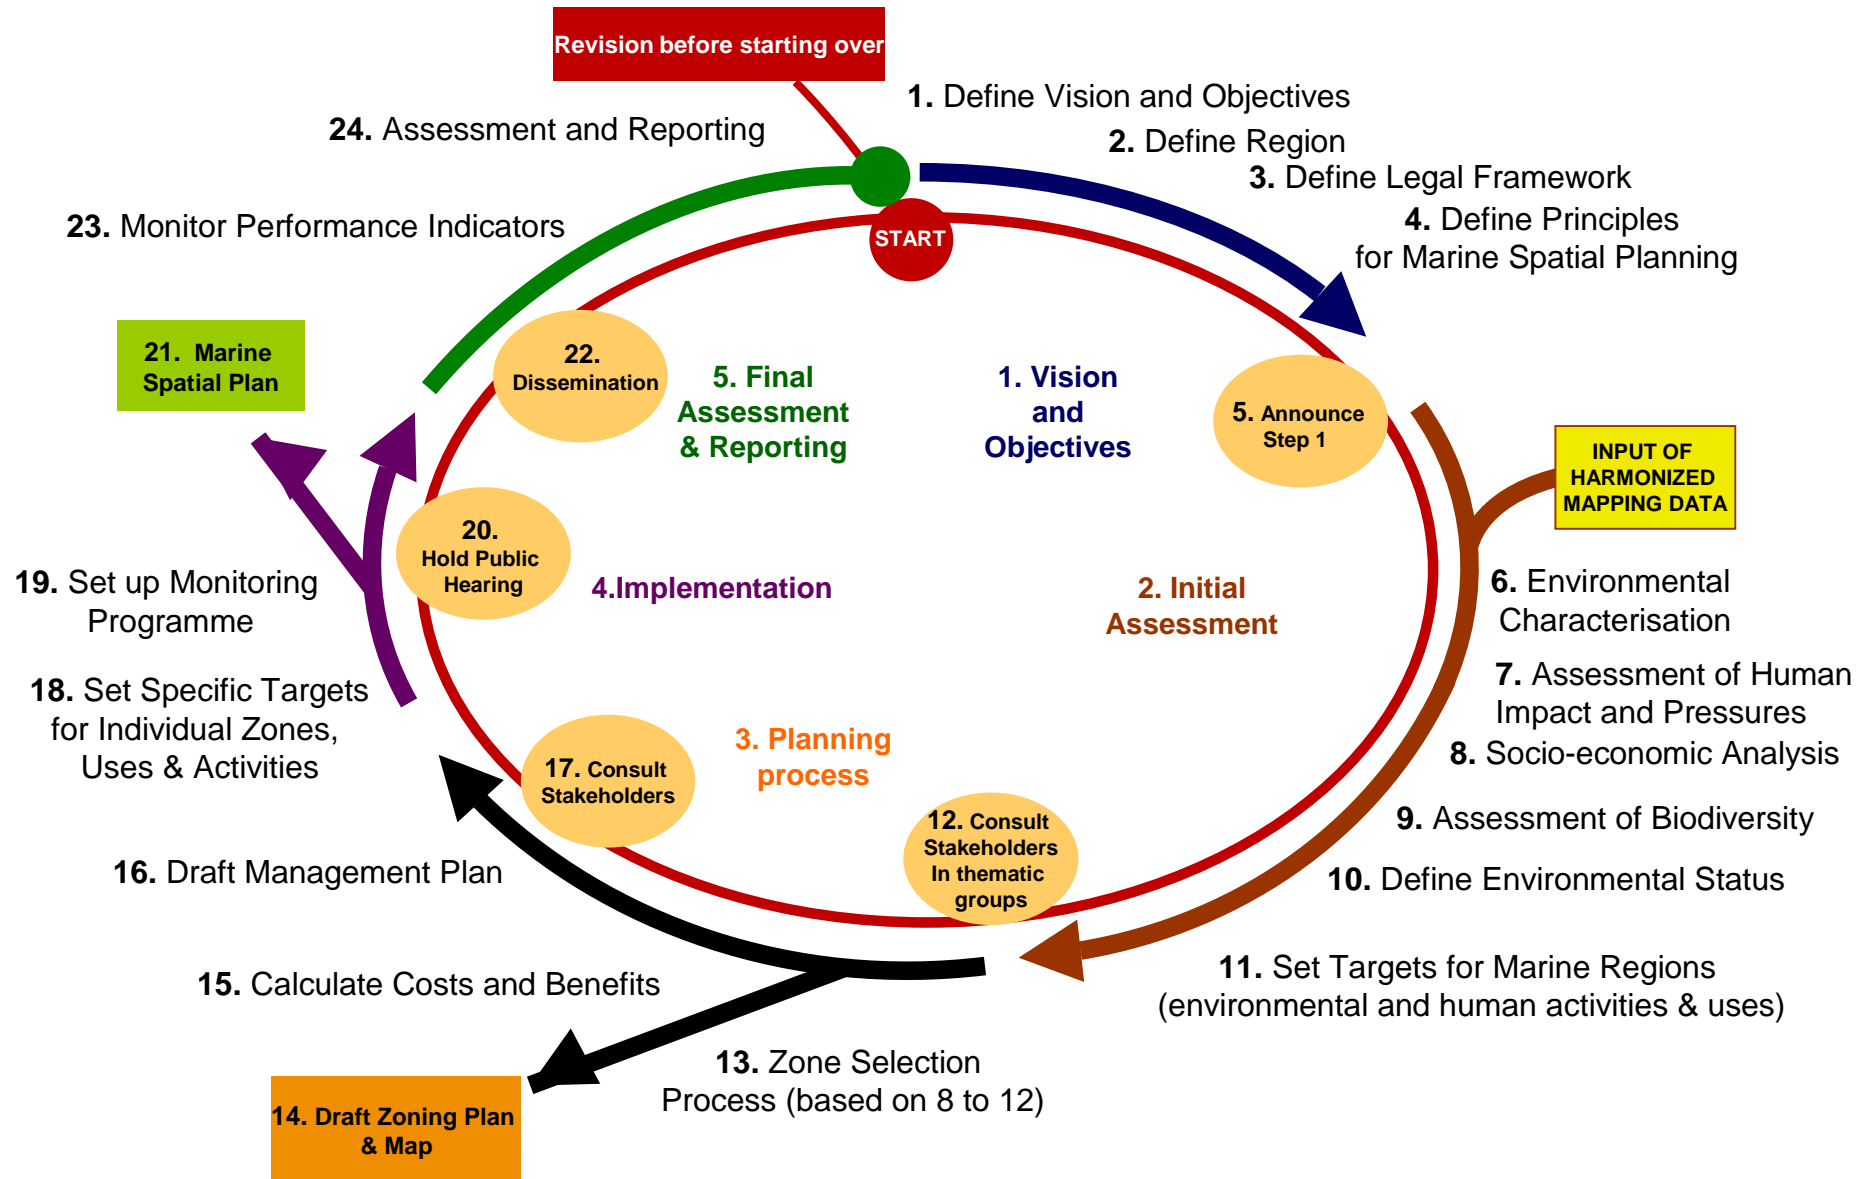 Revision before starting over
1. Define Vision and Objectives
2. Define Region
3. Define Legal Framework
4. Define Principles
for Marine Spatial Planning
START
5. Announce
Step 1
INPUT OF
HARMONIZED
MAPPING DATA
6. Environmental
Characterisation
7. Assessment of Human
Impact and Pressures
8. Socio-economic Analysis
9. Assessment of Biodiversity
10. Define Environmental Status
11. Set Targets for Marine Regions
(environmental and human activities & uses)
12. Consult
Stakeholders
In thematic
groups
13. Zone Selection
Process (based on 8 to 12)
14. Draft Zoning Plan
& Map
15. Calculate Costs and Benefits
16. Draft Management Plan
17. Consult
Stakeholders
18. Set Specific Targets
for Individual Zones,
Uses & Activities
19. Set up Monitoring
Programme
20.
Hold Public
Hearing
21. Marine
Spatial Plan
22.
Dissemination
23. Monitor Performance Indicators
24. Assessment and Reporting
1. Vision
and
Objectives
2. Initial
Assessment
3. Planning
process
4.Implementation
5. Final
Assessment
& Reporting